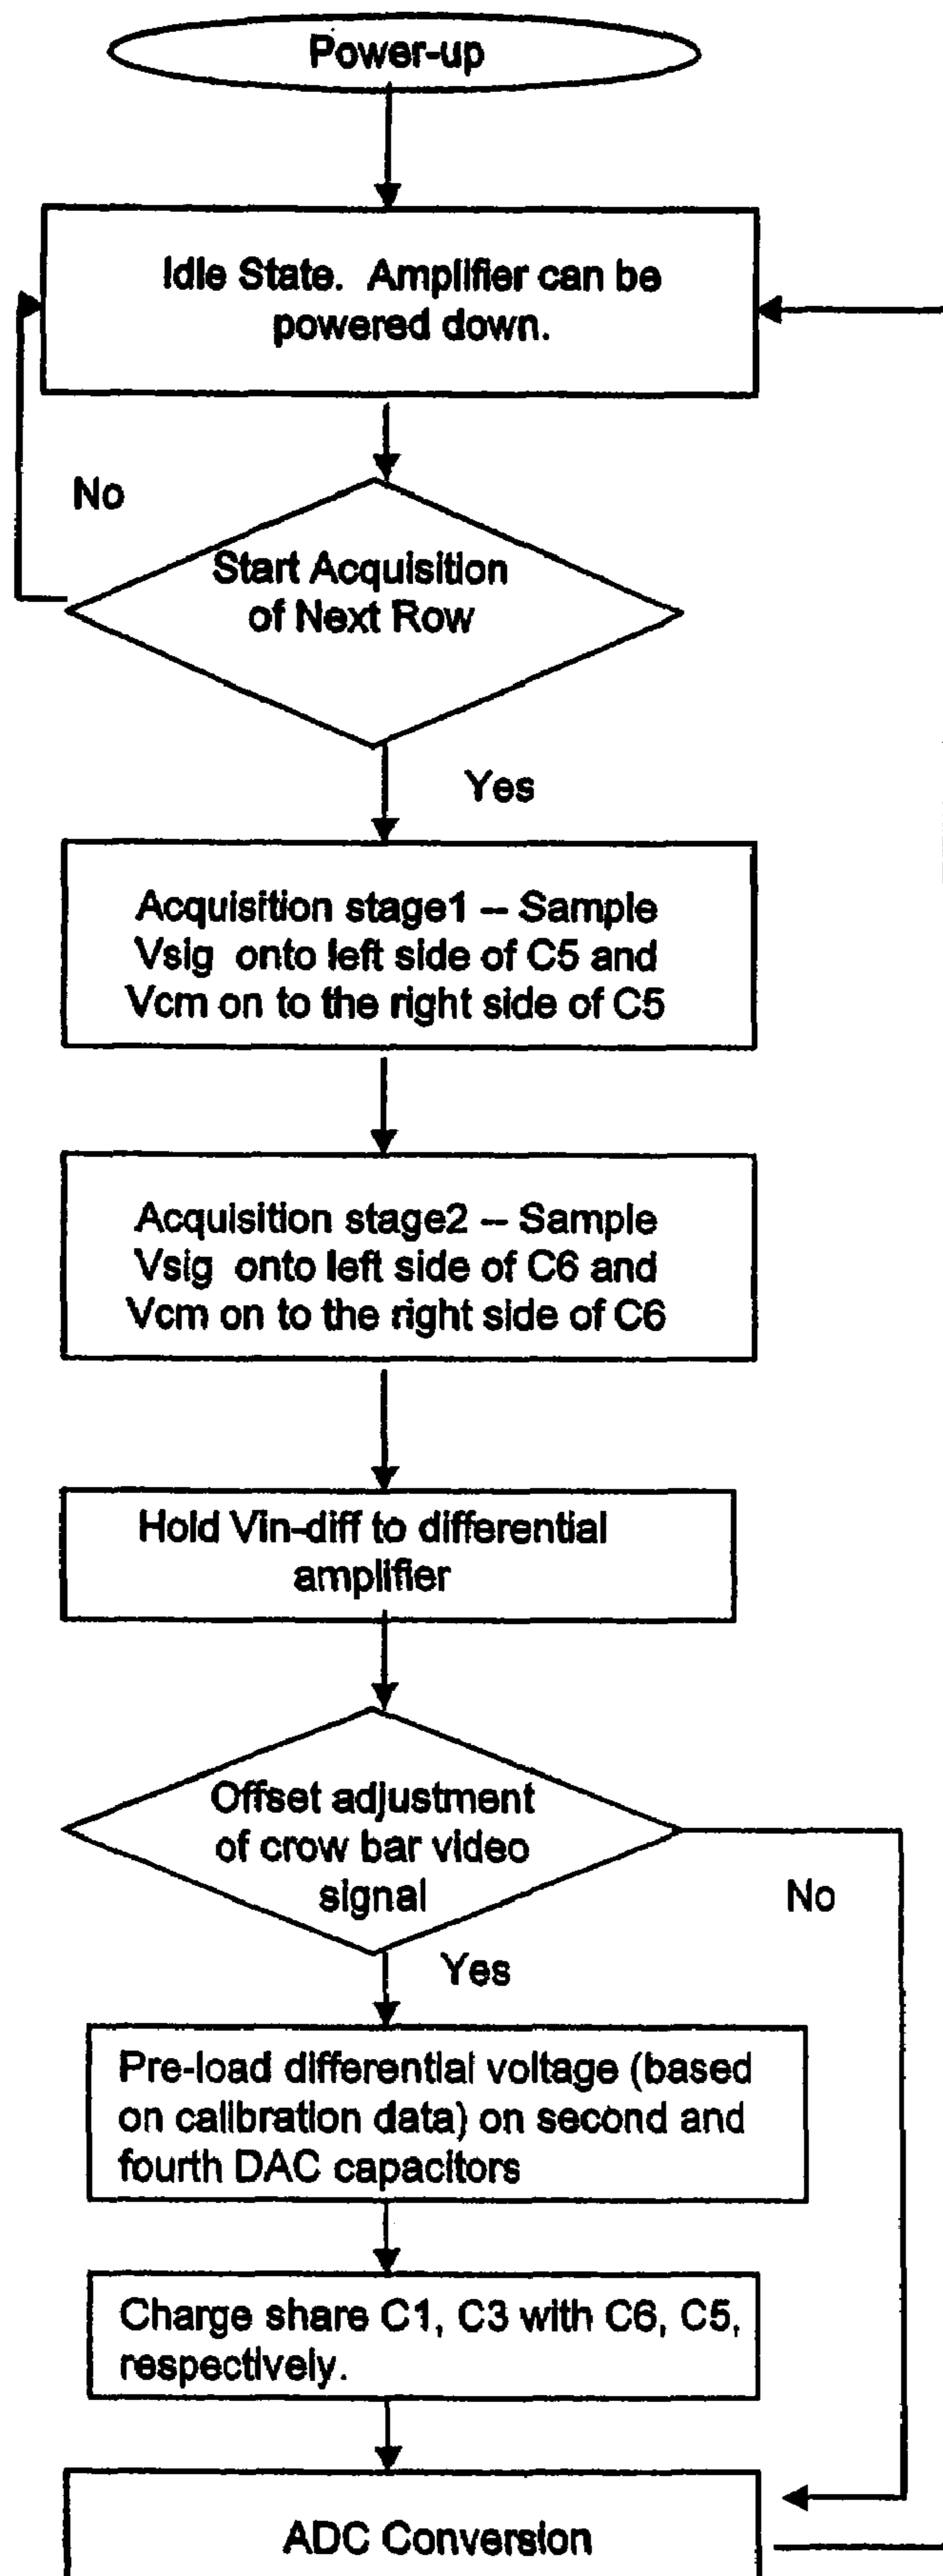 Power-up
Idle State. Amplifier can be
powered down.
No
Start Acquisition
of Next Row
Yes
Acquisition stage1 -- Sample
Vsig onto left side of C5 and
Vcm on to the right side of C5
Acquisition stage2 -- Sample
Vsig onto left side of C6 and
Vcm on to the right side of C6
Hold Vin-diff to differential
amplifier
Offset adjustment
of crow bar video
signal
No
Yes
Pre-load differential voltage (based
on calibration data) on second and
fourth DAC capacitors
Charge share C1, C3 with C6, C5,
respectively.
ADC Conversion